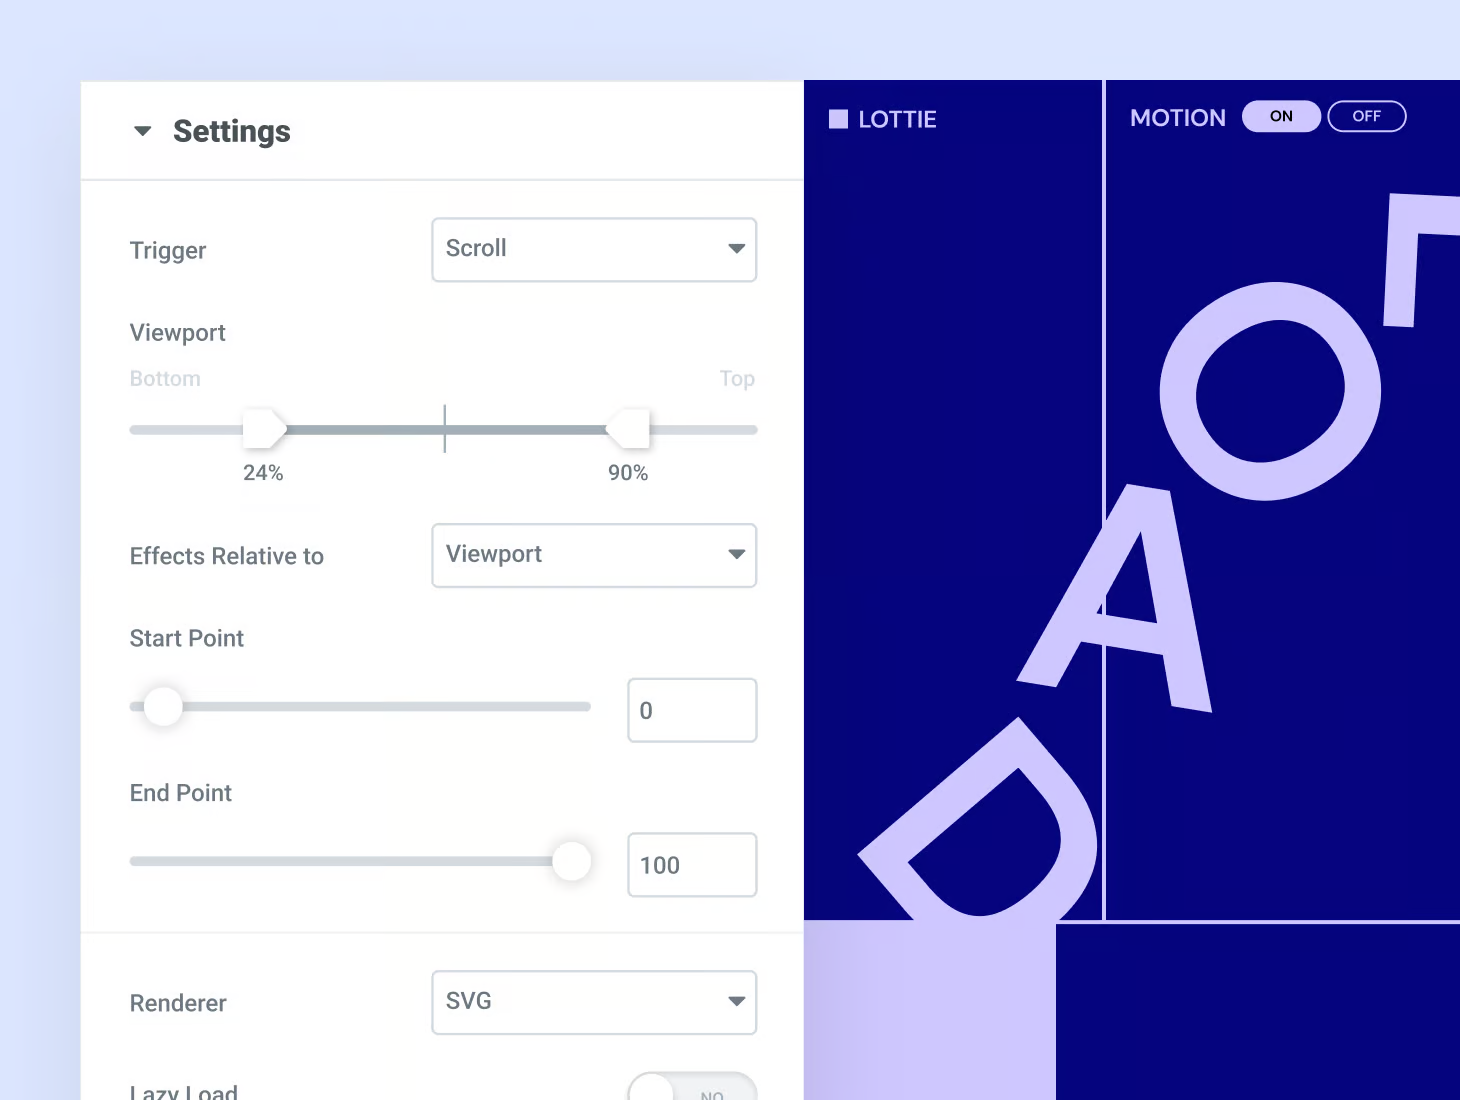 Settings
Trigger
Scroll
Viewport
Bottom
Top
24%
90%
Effects Relative to
Viewport
Start Point
0
End Point
100
Renderer
SVG
Lazy Load
NO
LOTTIE
MOTION
ON
OFF
L
O
A
D